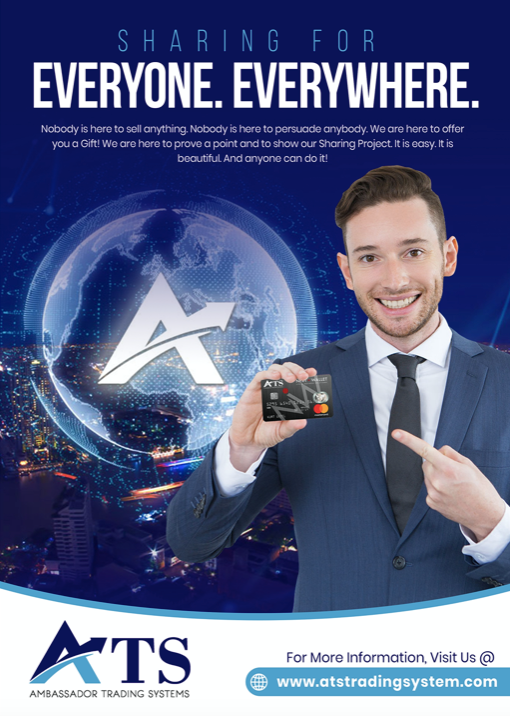 SHARING FOR
EVERYONE. EVERYWHERE.
Nobody is here to sell anything. Nobody is here to persuade anybody. We are here to offer
you a Gift! We are here to prove a point and to show our Sharing Project. It is easy. It is
beautiful. And anyone can do it!
ATS
ATS
AMBASSADOR TRADING SYSTEMS
For More Information, Visit Us @
www.atstradingsystem.com